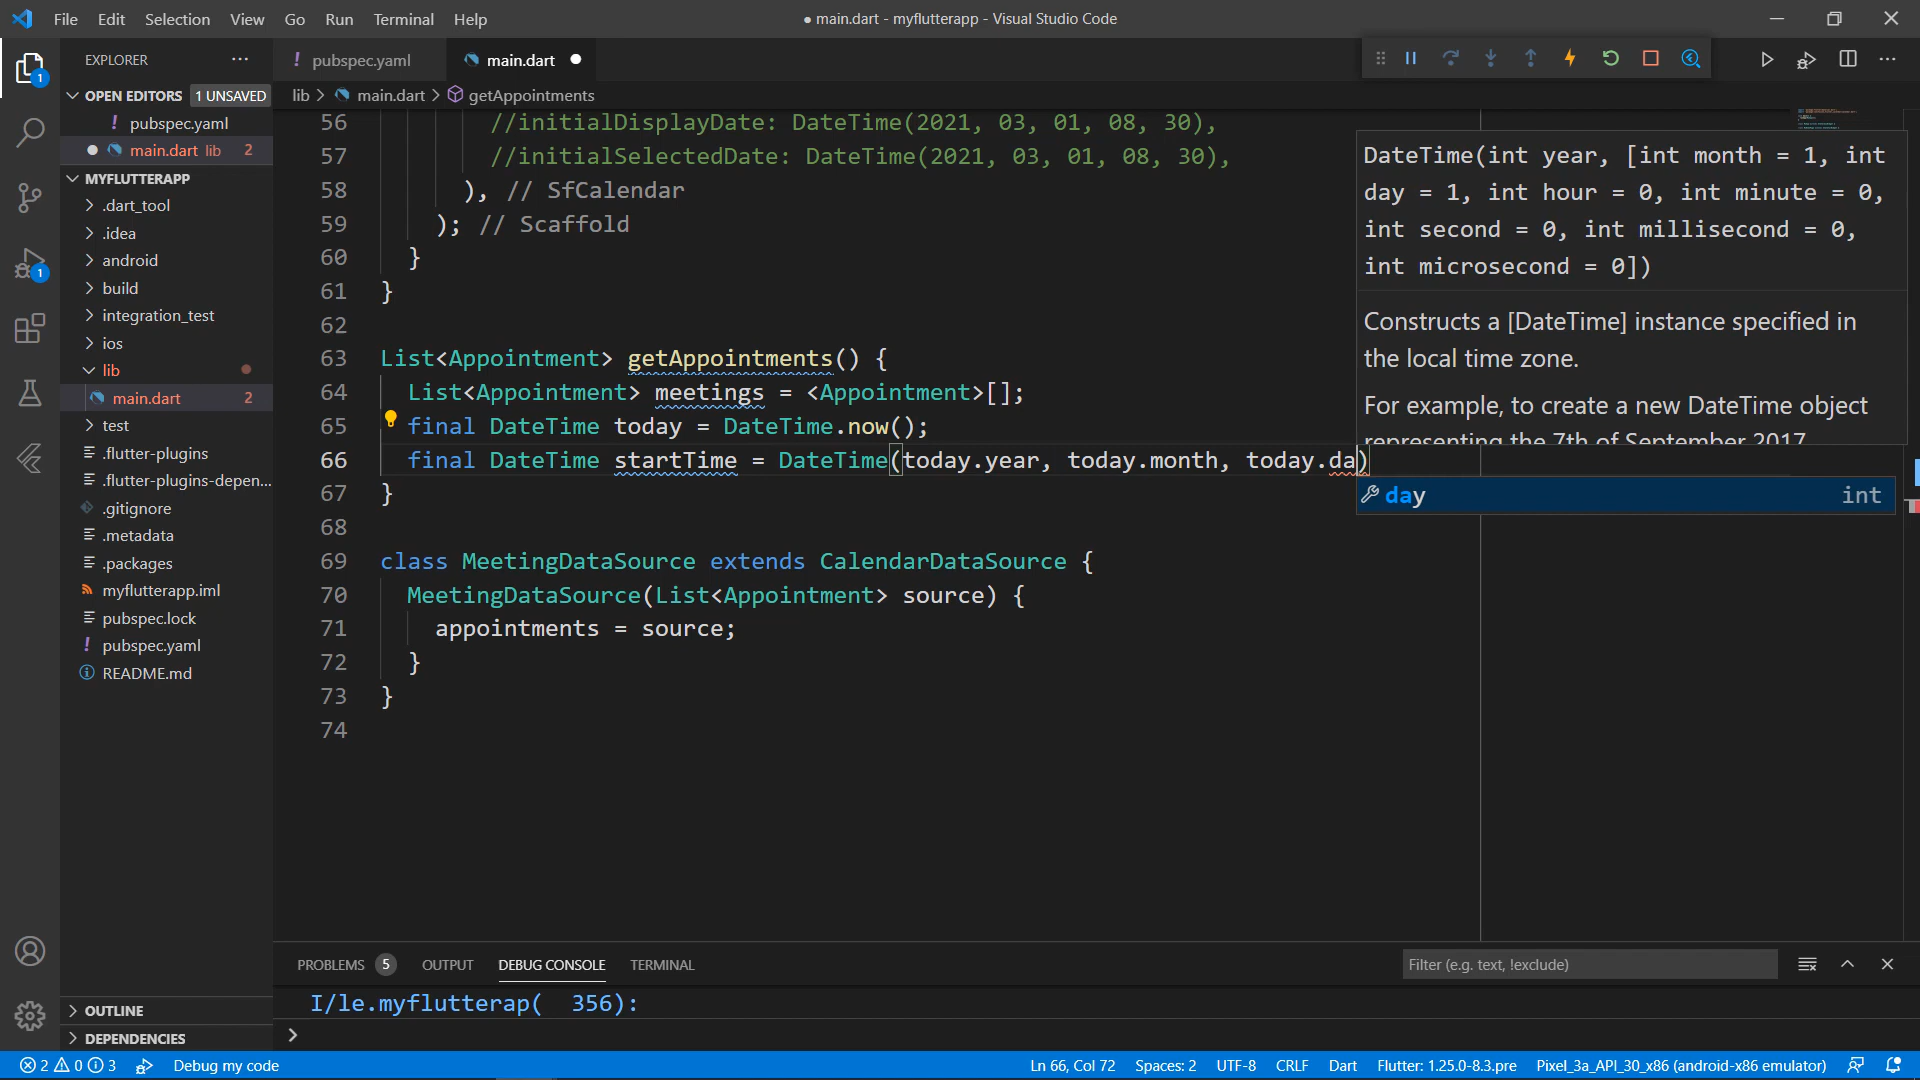 File Edit Selection View Go Run Terminal Help
● main.dart - myflutterapp - Visual Studio Code
EXPLORER
! pubspec.yaml
main.dart ●
OPEN EDITORS 1 UNSAVED
! pubspec.yaml
● main.dart lib 2
MYFLUTTERAPP
.dart_tool
.idea
android
build
integration_test
ios
lib
main.dart 2
test
.flutter-plugins
.flutter-plugins-depen...
.gitignore
.metadata
.packages
myflutterapp.iml
pubspec.lock
! pubspec.yaml
README.md
OUTLINE
DEPENDENCIES
1
1
lib > main.dart > getAppointments
56 //initialDisplayDate: DateTime(2021, 03, 01, 08, 30),
57 //initialSelectedDate: DateTime(2021, 03, 01, 08, 30),
58 ), // SfCalendar
59 ); // Scaffold
60 }
61 }
62
63 List<Appointment> getAppointments() {
64 List<Appointment> meetings = <Appointment>[];
65 final DateTime today = DateTime.now();
66 final DateTime startTime = DateTime(today.year, today.month, today.da)
67 }
68
69 class MeetingDataSource extends CalendarDataSource {
70 MeetingDataSource(List<Appointment> source) {
71 appointments = source;
72 }
73 }
74
DateTime(int year, [int month = 1, int
day = 1, int hour = 0, int minute = 0,
int second = 0, int millisecond = 0,
int microsecond = 0])
Constructs a [DateTime] instance specified in
the local time zone.
For example, to create a new DateTime object
representing the 7th of September 2017
day int
PROBLEMS 5 OUTPUT DEBUG CONSOLE TERMINAL
Filter (e.g. text, !exclude)
I/le.myflutterap(  356):
>
2 0 3 Debug my code
Ln 66, Col 72 Spaces: 2 UTF-8 CRLF Dart Flutter: 1.25.0-8.3.pre Pixel_3a_API_30_x86 (android-x86 emulator)